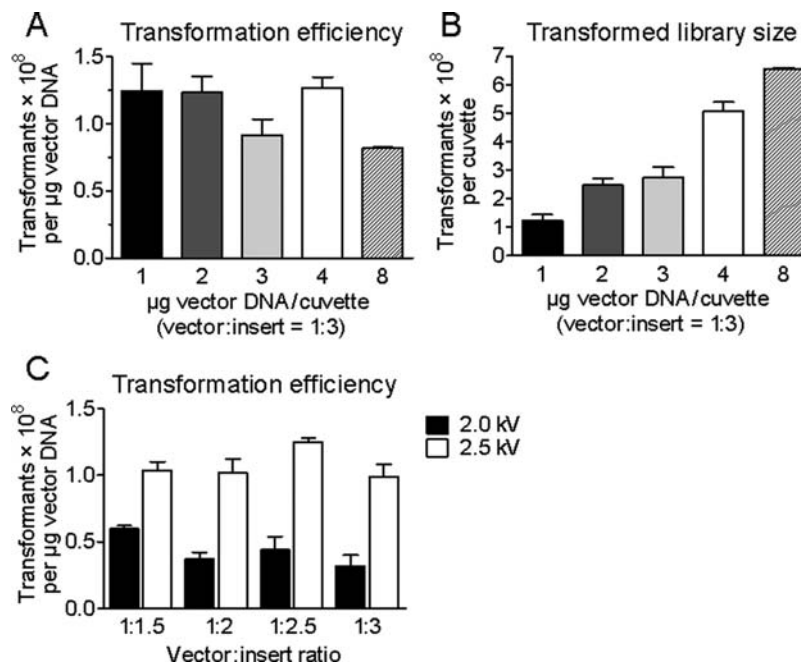 A
Transformation efficiency
Transformants × 10⁸
per µg vector DNA
1.5
1.0
0.5
0.0
1 2 3 4 8
µg vector DNA/cuvette
(vector:insert = 1:3)
B
Transformed library size
Transformants × 10⁸
per cuvette
7
6
5
4
3
2
1
0
1 2 3 4 8
µg vector DNA/cuvette
(vector:insert = 1:3)
C
Transformation efficiency
Transformants × 10⁸
per µg vector DNA
1.5
1.0
0.5
0.0
1:1.5 1:2 1:2.5 1:3
Vector:insert ratio
2.0 kV
2.5 kV